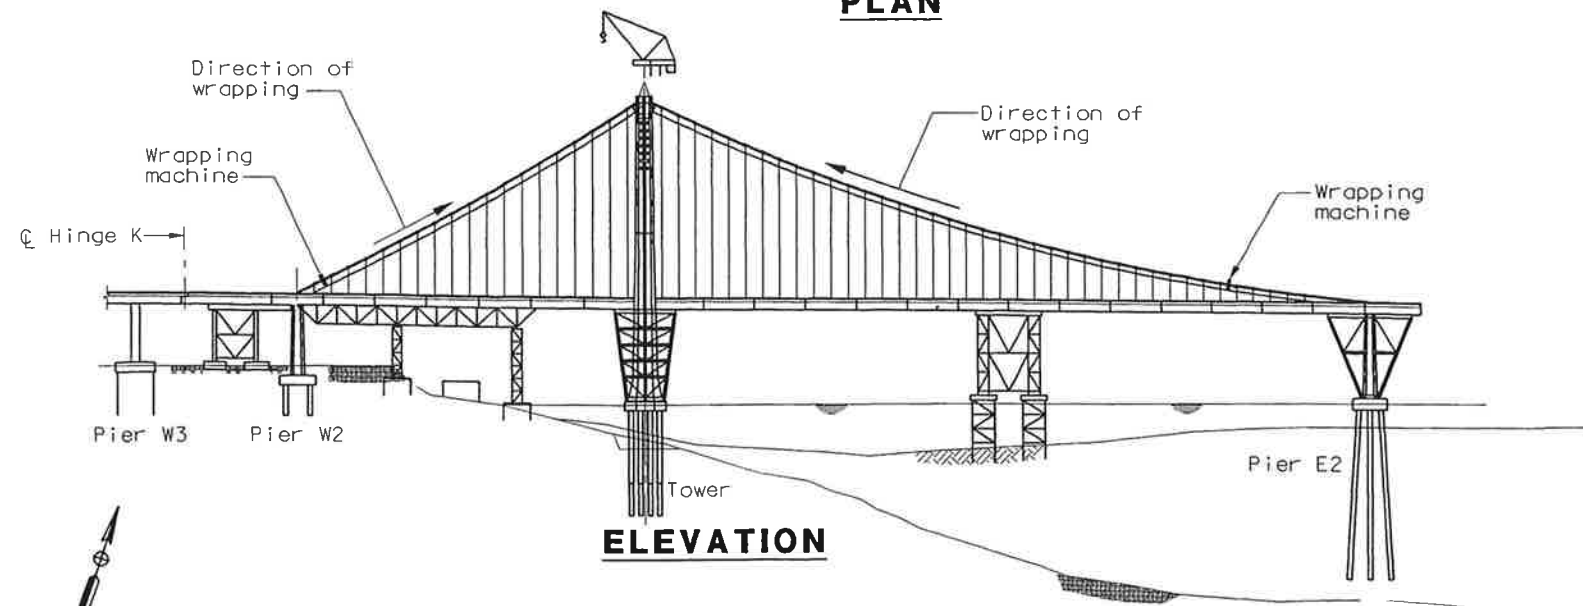 PLAN
Direction of
wrapping
Direction of
wrapping
Wrapping
machine
Wrapping
machine
℄ Hinge K
Pier W3
Pier W2
Pier E2
Tower
ELEVATION